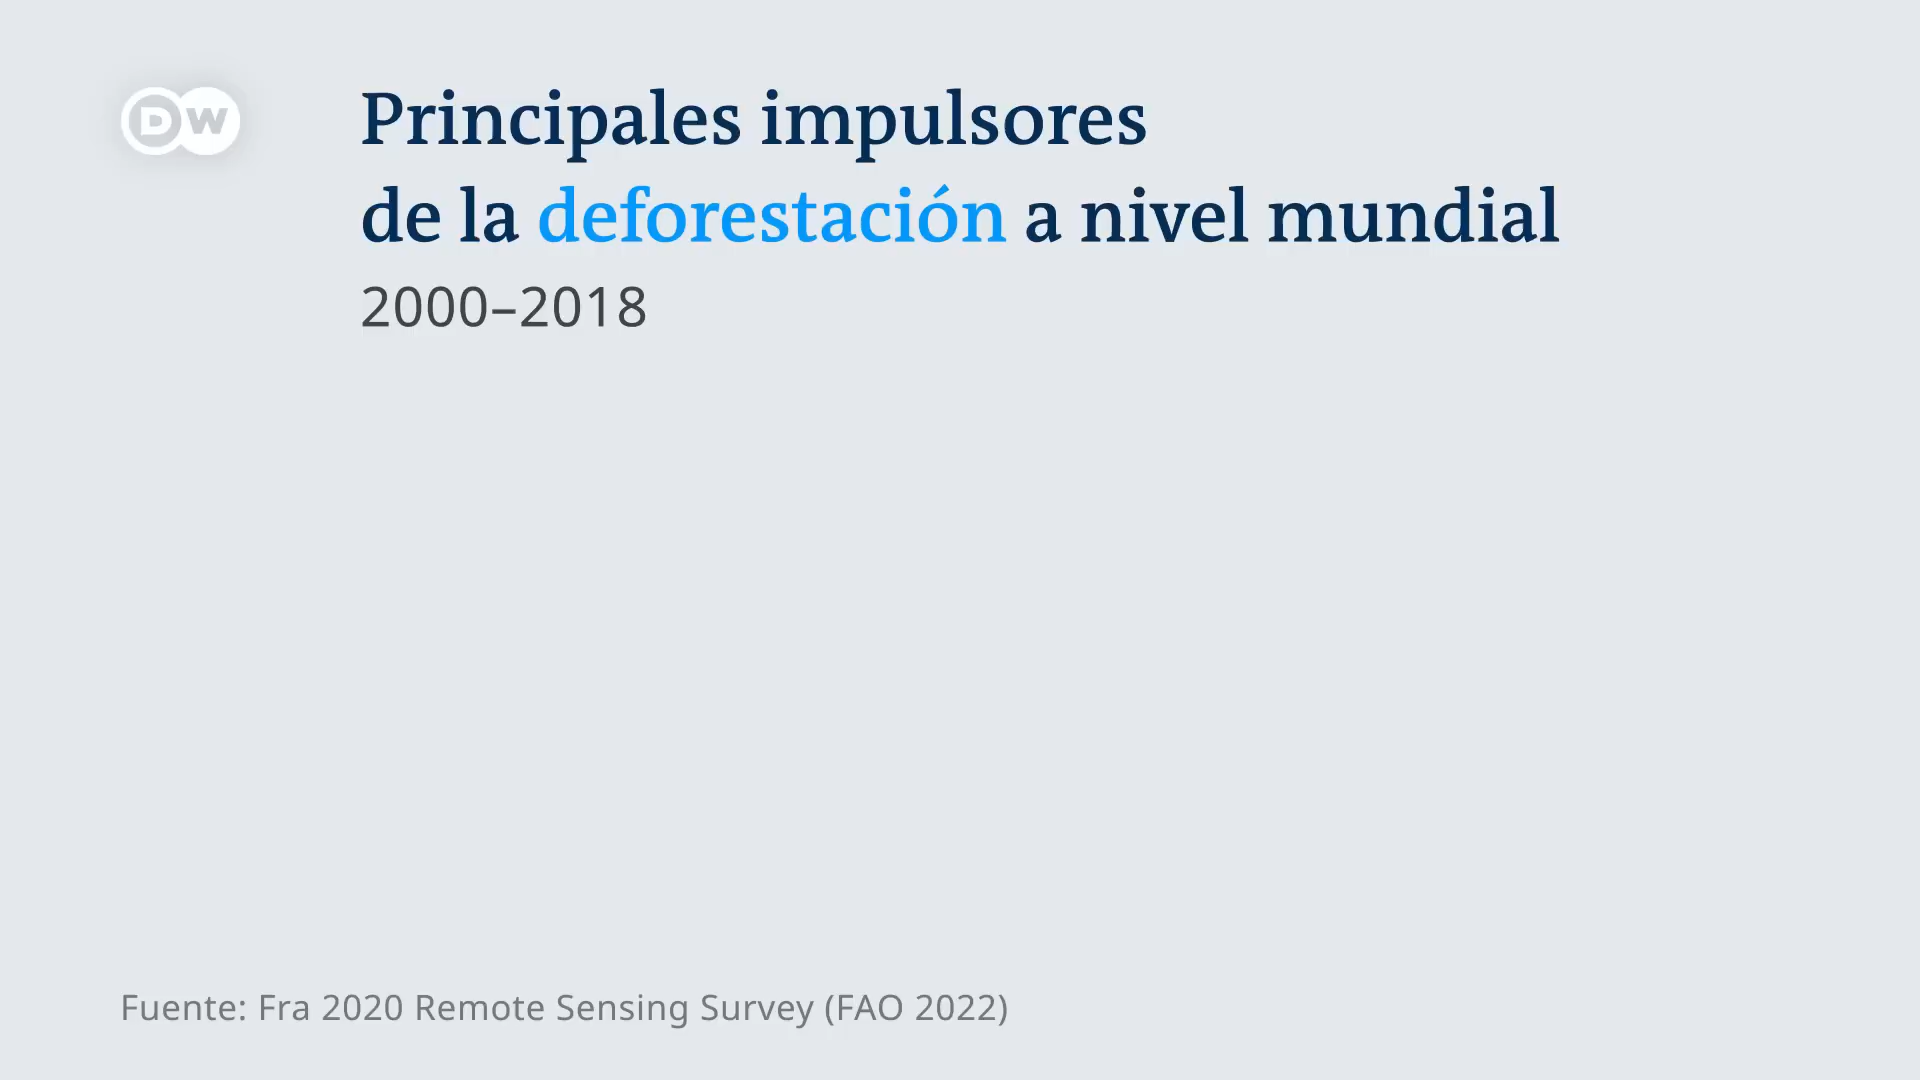 DW
Principales impulsores
de la deforestación a nivel mundial
2000–2018
Fuente: Fra 2020 Remote Sensing Survey (FAO 2022)